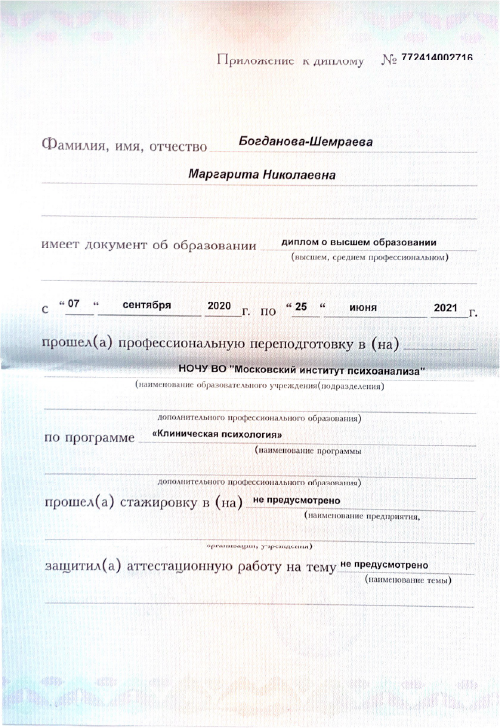 Приложение к диплому № 772414002716
Фамилия, имя, отчество Богданова-Шемраева
Маргарита Николаевна
имеет документ об образовании диплом о высшем образовании
(высшем, среднем профессиональном)
с “ 07 “ сентября 2020 г. по “ 25 “ июня 2021 г.
прошел(а) профессиональную переподготовку в (на)
НОЧУ ВО "Московский институт психоанализа"
(наименование образовательного учреждения(подразделения)
дополнительного профессионального образования)
по программе «Клиническая психология»
(наименование программы
дополнительного профессионального образования)
прошел(а) стажировку в (на) не предусмотрено
(наименование предприятия,
организации, учреждения)
защитил(а) аттестационную работу на тему не предусмотрено
(наименование темы)